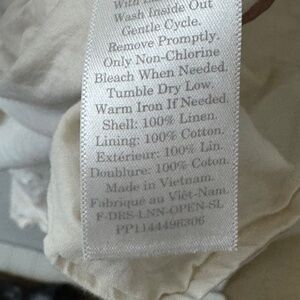 Wash Inside Out
Gentle Cycle.
Remove Promptly.
Only Non-Chlorine
Bleach When Needed.
Tumble Dry Low.
Warm Iron If Needed.
Shell: 100% Linen.
Lining: 100% Cotton.
Extérieur: 100% Lin.
Doublure: 100% Coton.
Made in Vietnam.
Fabriqué au Viêt-Nam.
F-DRS-LNN-OPEN-SL
PP1144496306